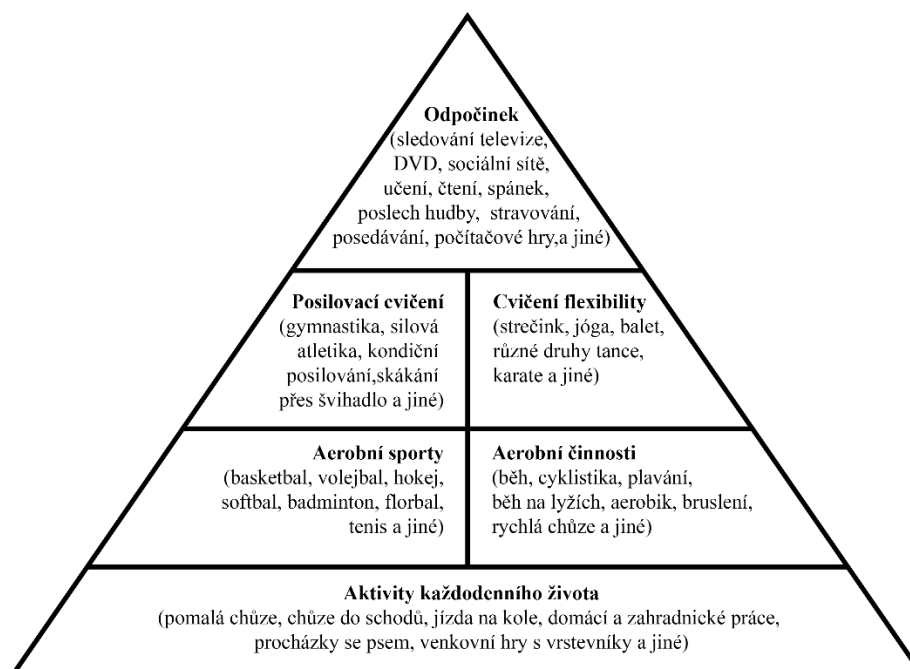 Odpočinek
(sledování televize,
DVD, sociální sítě,
učení, čtení, spánek,
poslech hudby, stravování,
posedávání, počítačové hry,a jiné)
Posilovací cvičení
(gymnastika, silová
atletika, kondiční
posilování,skákání
přes švihadlo a jiné)
Cvičení flexibility
(strečink, jóga, balet,
různé druhy tance,
karate a jiné)
Aerobní sporty
(basketbal, volejbal, hokej,
softbal, badminton, florbal,
tenis a jiné)
Aerobní činnosti
(běh, cyklistika, plavání,
běh na lyžích, aerobik, bruslení,
rychlá chůze a jiné)
Aktivity každodenního života
(pomalá chůze, chůze do schodů, jízda na kole, domácí a zahradnické práce,
procházky se psem, venkovní hry s vrstevníky a jiné)